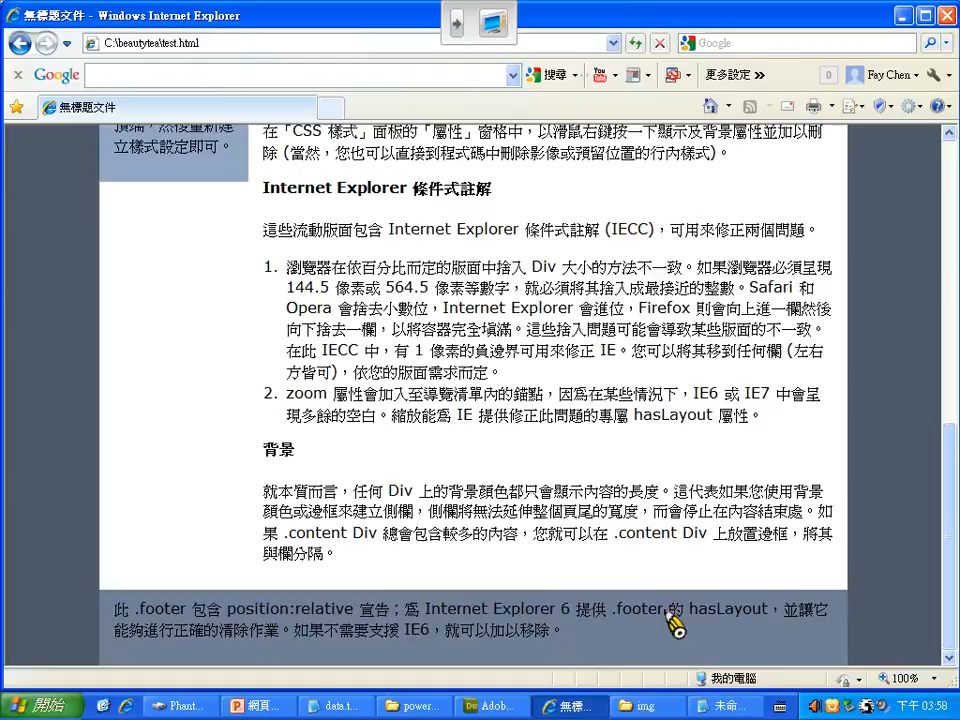 無標題文件 - Windows Internet Explorer
C:\beautytea\test.html
Google
Google
搜尋
You Tube
更多設定 »
0
Fay Chen
無標題文件
頂端，然後重新建
立樣式設定即可。
在「CSS 樣式」面板的「屬性」窗格中，以滑鼠右鍵按一下顯示及背景屬性並加以刪
除 (當然，您也可以直接到程式碼中刪除影像或預留位置的行內樣式)。
Internet Explorer 條件式註解
這些流動版面包含 Internet Explorer 條件式註解 (IECC)，可用來修正兩個問題。
1. 瀏覽器在依百分比而定的版面中捨入 Div 大小的方法不一致。如果瀏覽器必須呈現
144.5 像素或 564.5 像素等數字，就必須將其捨入成最接近的整數。Safari 和
Opera 會捨去小數位，Internet Explorer 會進位，Firefox 則會向上進一欄然後
向下捨去一欄，以將容器完全填滿。這些捨入問題可能會導致某些版面的不一致。
在此 IECC 中，有 1 像素的負邊界可用來修正 IE。您可以將其移到任何欄 (左右
方皆可)，依您的版面需求而定。
2. zoom 屬性會加入至導覽清單內的錨點，因為在某些情況下，IE6 或 IE7 中會呈
現多餘的空白。縮放能為 IE 提供修正此問題的專屬 hasLayout 屬性。
背景
就本質而言，任何 Div 上的背景顏色都只會顯示內容的長度。這代表如果您使用背景
顏色或邊框來建立側欄，側欄將無法延伸整個頁尾的寬度，而會停止在內容結束處。如
果 .content Div 總會包含較多的內容，您就可以在 .content Div 上放置邊框，將其
與欄分隔。
此 .footer 包含 position:relative 宣告；為 Internet Explorer 6 提供 .footer 的 hasLayout，並讓它
能夠進行正確的清除作業。如果不需要支援 IE6，就可以加以移除。
我的電腦
100%
開始
Phant...
網頁...
data.t...
power...
Adob...
無標...
img
未命...
下午 03:58